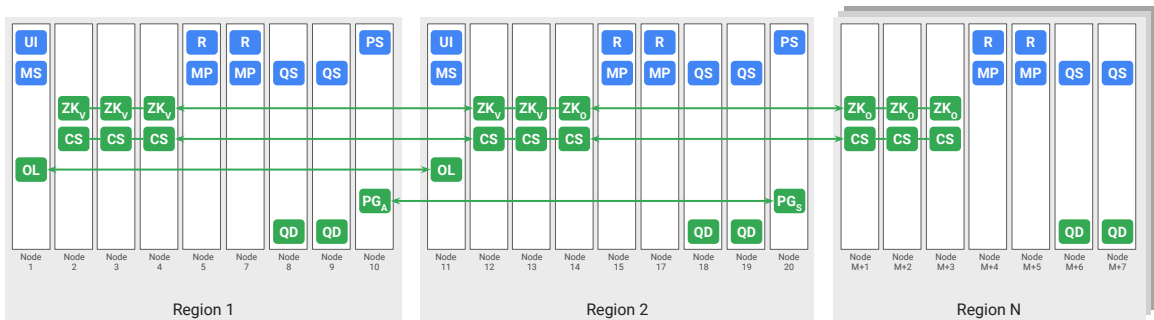 UI R R PS UI R R PS R R
MS MP MP QS QS MS MP MP QS QS MP MP QS QS
ZKV ZKV ZKV ZKV ZKV ZKO ZKO ZKO ZKO
CS CS CS CS CS CS CS CS CS
OL OL
PGA PGS
QD QD QD QD QD QD
Node Node Node Node Node Node Node Node Node Node Node Node Node Node Node Node Node Node Node Node Node Node Node Node Node
1 2 3 4 5 7 8 9 10 11 12 13 14 15 17 18 19 20 M+1 M+2 M+3 M+4 M+5 M+6 M+7
Region 1 Region 2 Region N